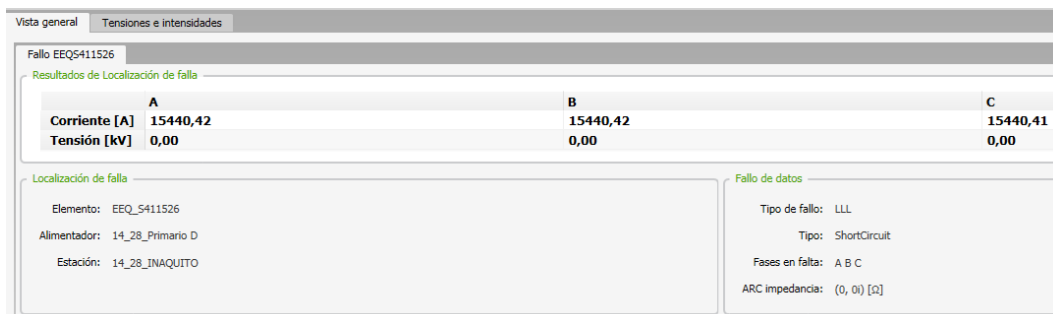 Vista general Tensiones e intensidades
Fallo EEQS411526
Resultados de Localización de falla
A B C
Corriente [A] 15440,42 15440,42 15440,41
Tensión [kV] 0,00 0,00 0,00
Localización de falla
Elemento: EEQ_S411526
Alimentador: 14_28_Primario D
Estación: 14_28_INAQUITO
Fallo de datos
Tipo de fallo: LLL
Tipo: ShortCircuit
Fases en falta: A B C
ARC impedancia: (0, 0i) [Ω]